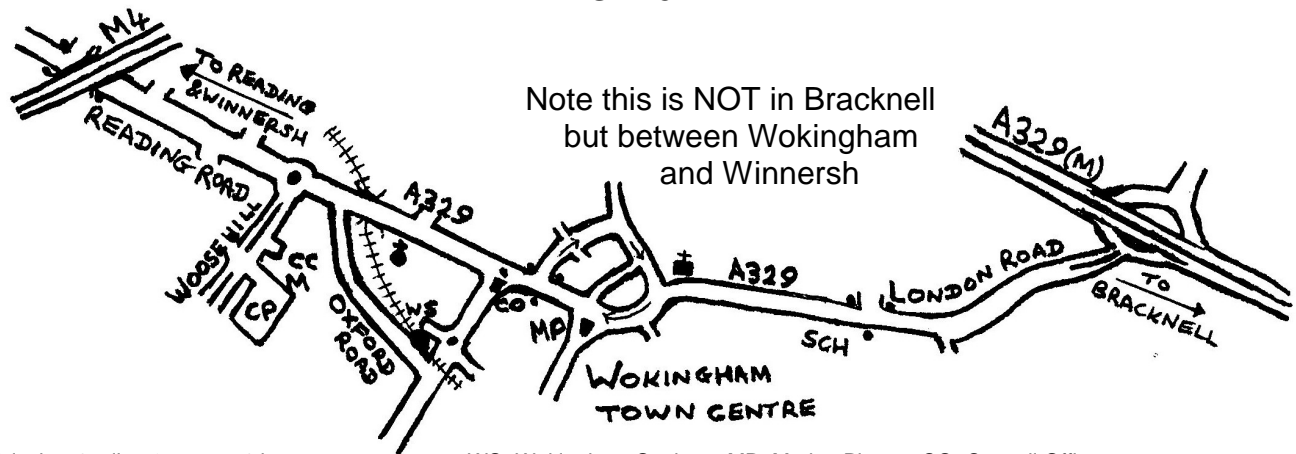 M4
TO READING
& WINNERSH
READING ROAD
Note this is NOT in Bracknell
but between Wokingham
and Winnersh
A329(M)
A329
WOOSEHILL
CC
M
CP
OXFORD
ROAD
WS
CO
MP
A329
SCH
LONDON ROAD
TO
BRACKNELL
WOKINGHAM
TOWN CENTRE